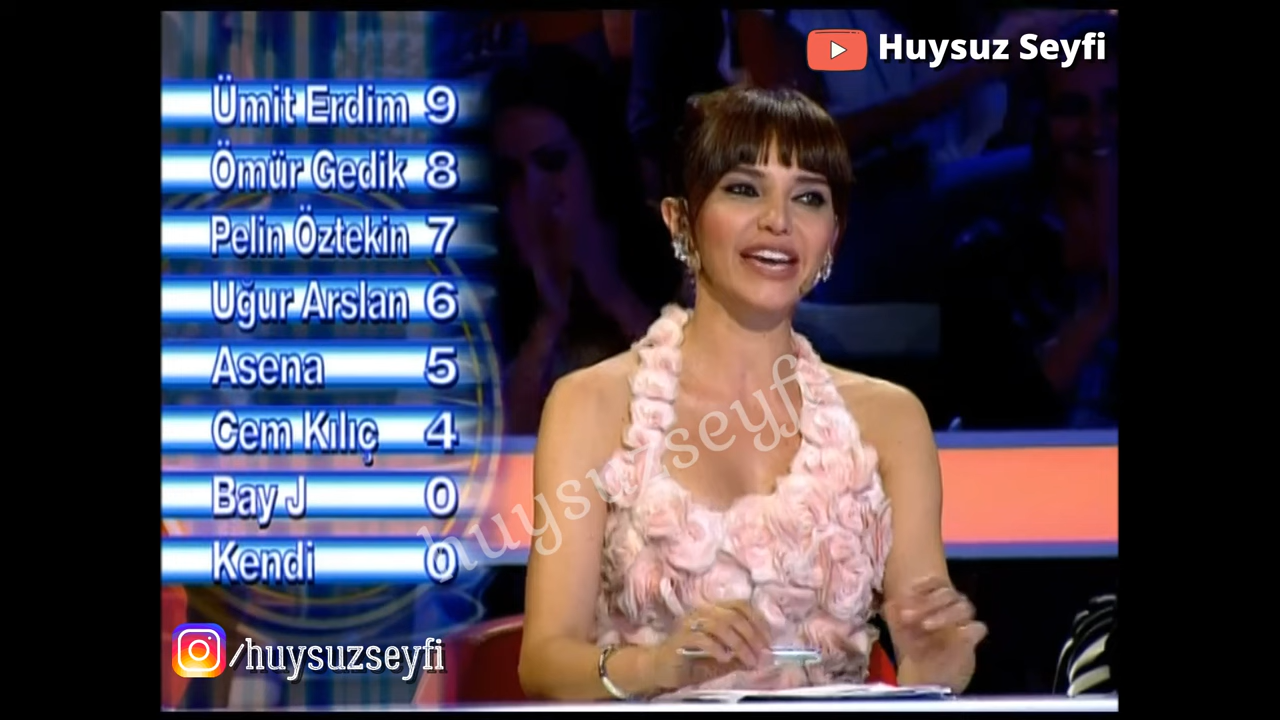 Huysuz Seyfi
Ümit Erdim 9
Ömür Gedik 8
Pelin Öztekin 7
Uğur Arslan 6
Asena 5
Cem Kılıç 4
Bay J 0
Kendi 0
huysuzseyfi
/huysuzseyfi